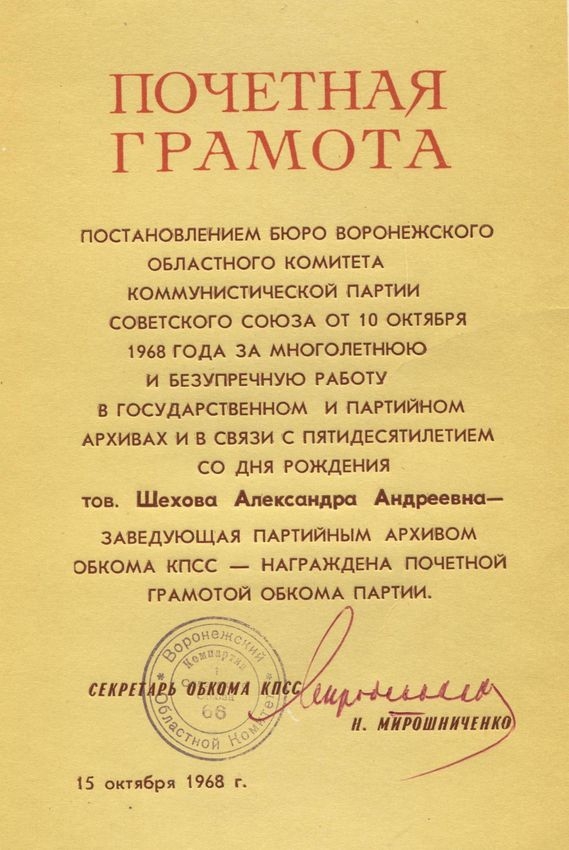 ПОЧЕТНАЯ
ГРАМОТА
ПОСТАНОВЛЕНИЕМ БЮРО ВОРОНЕЖСКОГО
ОБЛАСТНОГО КОМИТЕТА
КОММУНИСТИЧЕСКОЙ ПАРТИИ
СОВЕТСКОГО СОЮЗА ОТ 10 ОКТЯБРЯ
1968 ГОДА ЗА МНОГОЛЕТНЮЮ
И БЕЗУПРЕЧНУЮ РАБОТУ
В ГОСУДАРСТВЕННОМ И ПАРТИЙНОМ
АРХИВАХ И В СВЯЗИ С ПЯТИДЕСЯТИЛЕТИЕМ
СО ДНЯ РОЖДЕНИЯ
тов. Шехова Александра Андреевна—
ЗАВЕДУЮЩАЯ ПАРТИЙНЫМ АРХИВОМ
ОБКОМА КПСС — НАГРАЖДЕНА ПОЧЕТНОЙ
ГРАМОТОЙ ОБКОМА ПАРТИИ.
Воронежский
Областной Комитет
Компартия
66
СЕКРЕТАРЬ ОБКОМА КПСС
Н. МИРОШНИЧЕНКО
15 октября 1968 г.